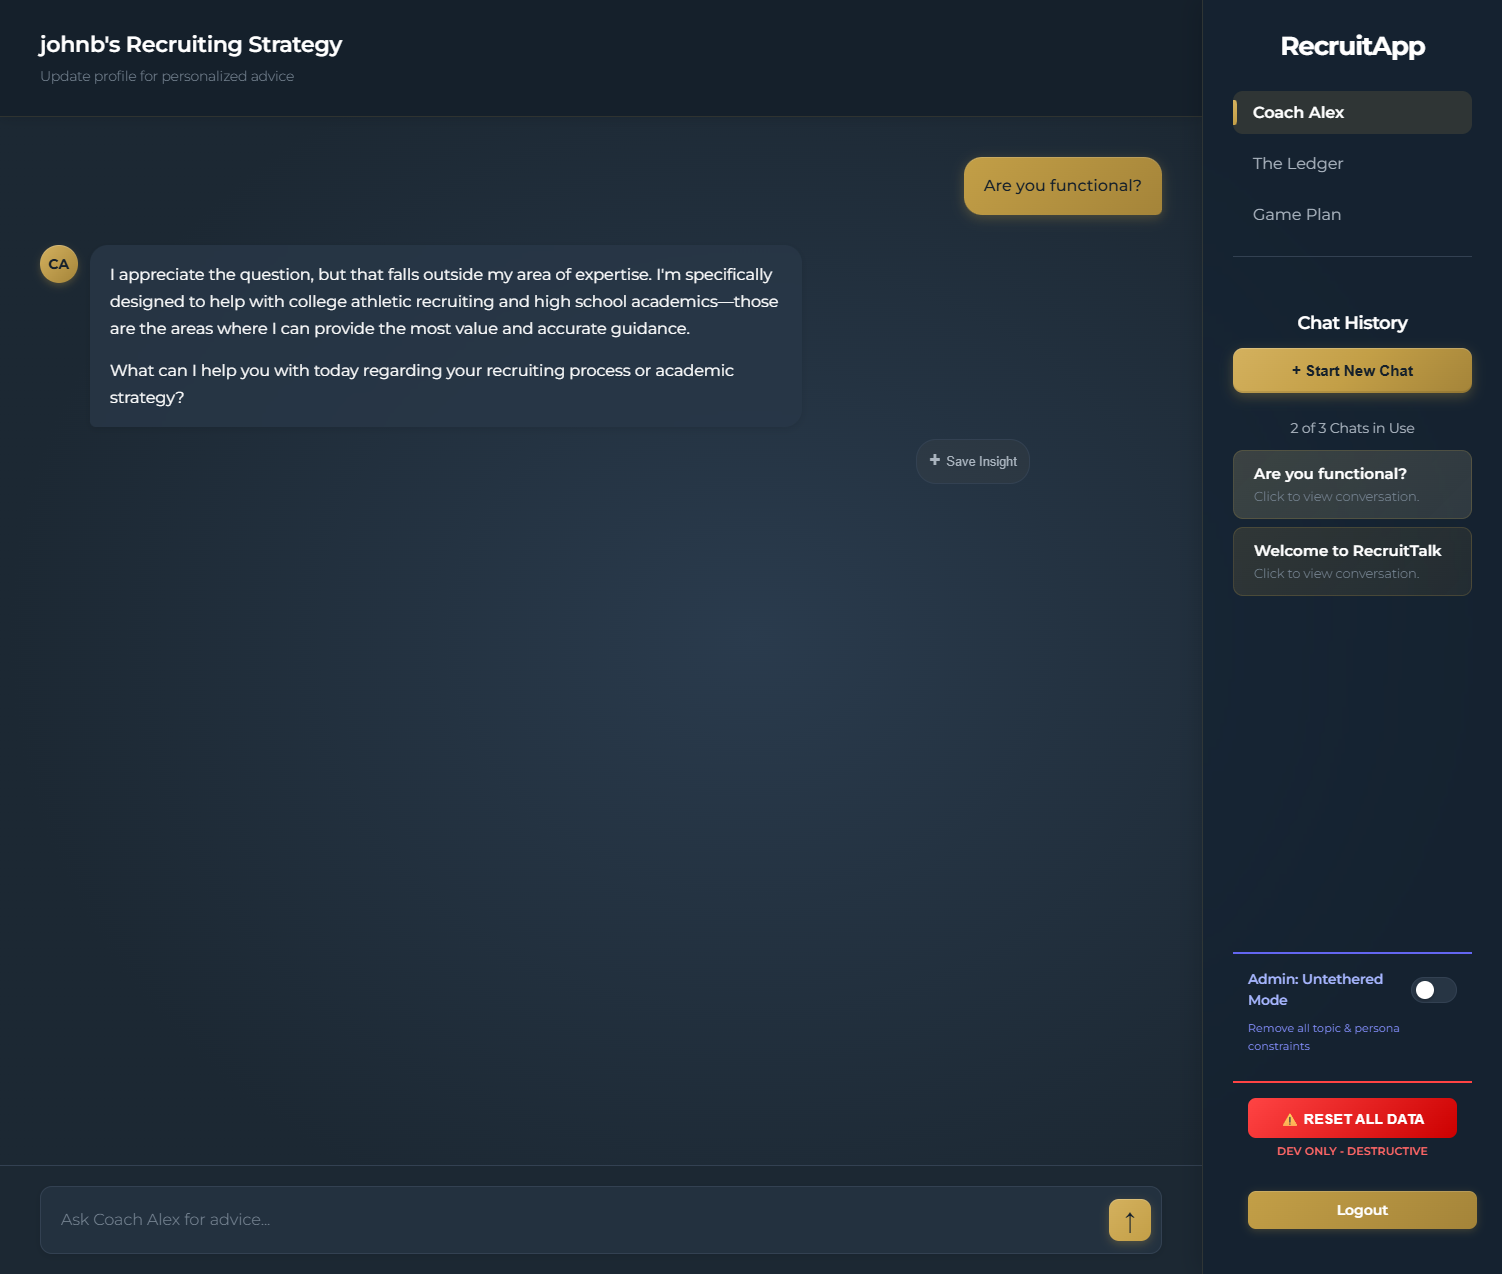 johnb's Recruiting Strategy
Update profile for personalized advice
Are you functional?
CA
I appreciate the question, but that falls outside my area of expertise. I'm specifically
designed to help with college athletic recruiting and high school academics—those
are the areas where I can provide the most value and accurate guidance.
What can I help you with today regarding your recruiting process or academic
strategy?
+ Save Insight
Ask Coach Alex for advice...
↑
RecruitApp
Coach Alex
The Ledger
Game Plan
Chat History
+ Start New Chat
2 of 3 Chats in Use
Are you functional?
Click to view conversation.
Welcome to RecruitTalk
Click to view conversation.
Admin: Untethered
Mode
Remove all topic & persona
constraints
⚠ RESET ALL DATA
DEV ONLY - DESTRUCTIVE
Logout